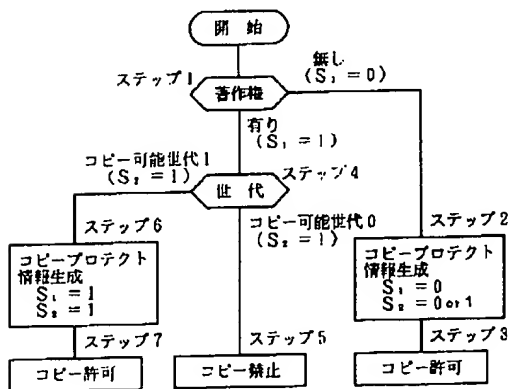 開始
ステップ1
無し
(S₁=0)
著作権
有り
(S₁=1)
コピー可能世代1
(S₂=1)
ステップ4
世代
コピー可能世代0
(S₂=1)
ステップ6
ステップ2
コピープロテクト
情報生成
S₁=1
S₂=1
コピープロテクト
情報生成
S₁=0
S₂=0or1
ステップ7
ステップ5
ステップ3
コピー許可
コピー禁止
コピー許可